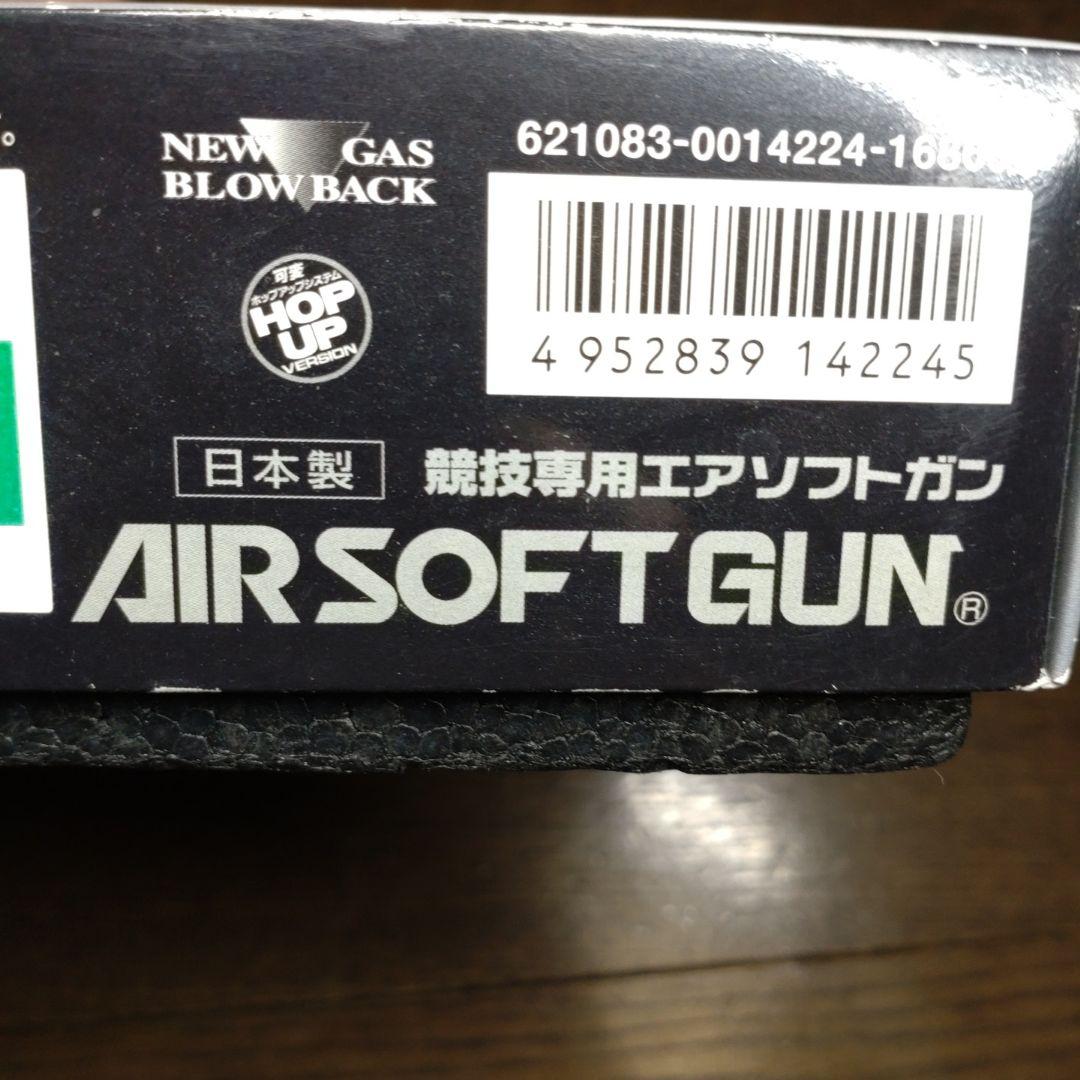 NEW GAS
BLOW BACK
621083-0014224-168
可変
ホップアップシステム
HOP
UP
VERSION
4 952839 142245
日本製
競技専用エアソフトガン
AIRSOFT GUN®